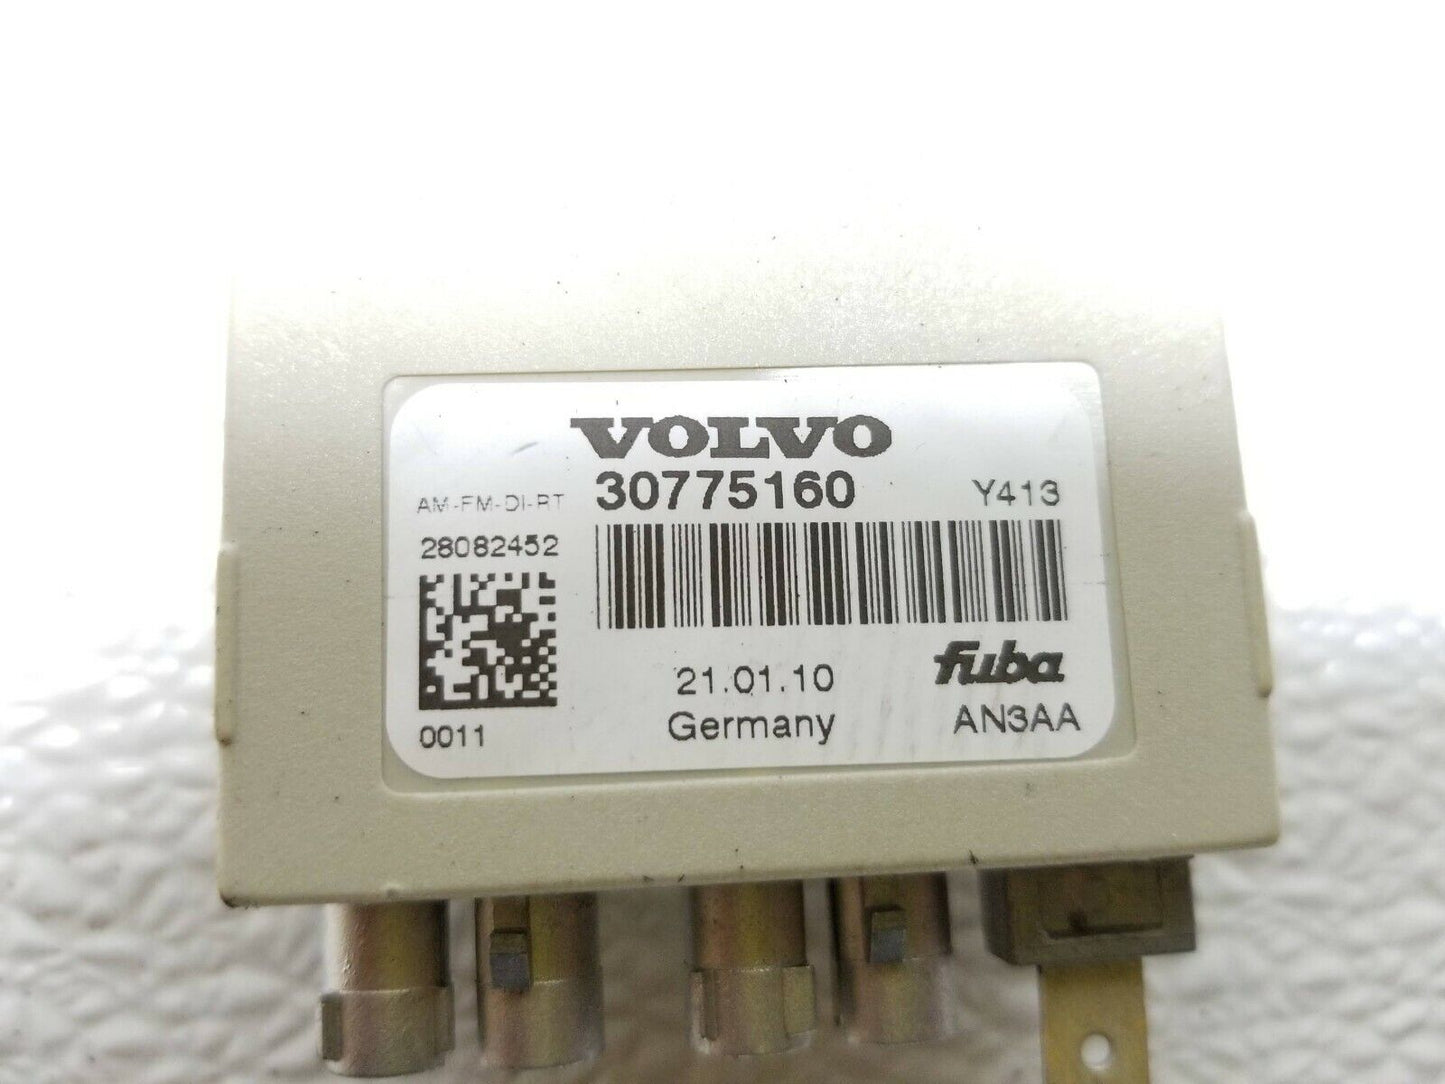 VOLVO
AM-FM-DI-RT 30775160 Y413
28082452
21.01.10 fuba
0011 Germany AN3AA